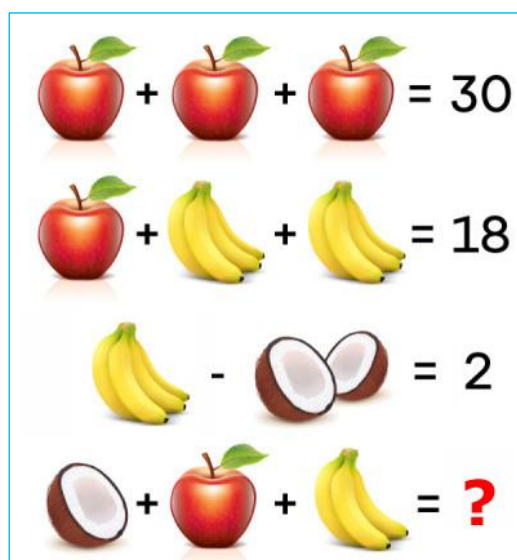 + + = 30
+ + = 18
- = 2
+ + = ?